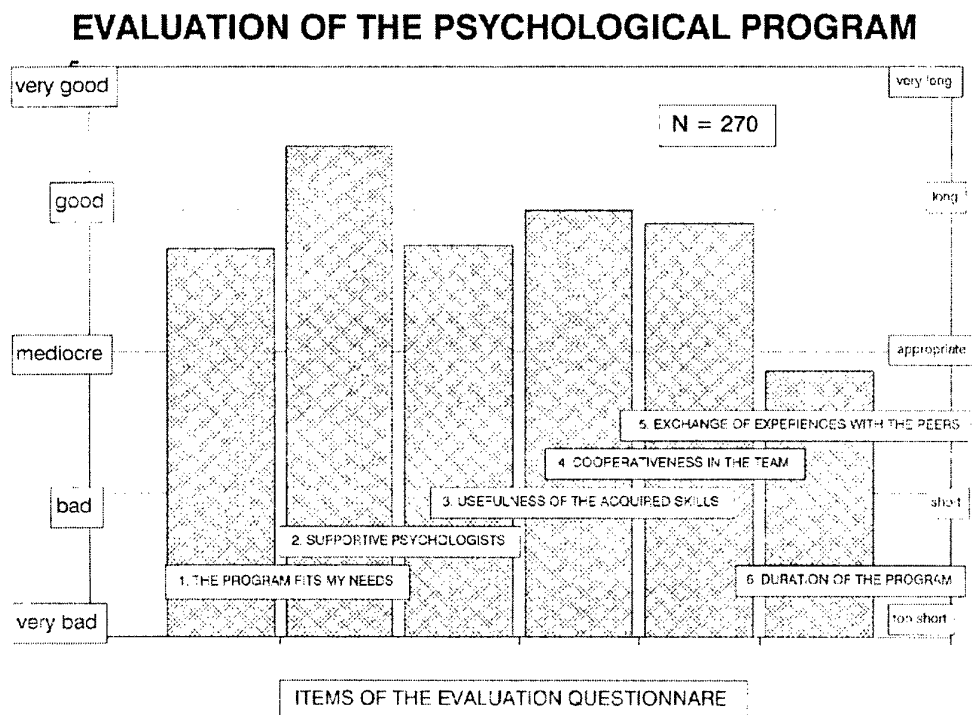 EVALUATION OF THE PSYCHOLOGICAL PROGRAM
very good
very long
N = 270
good
long
mediocre
appropriate
5. EXCHANGE OF EXPERIENCES WITH THE PEERS
4. COOPERATIVENESS IN THE TEAM
bad
3. USEFULNESS OF THE ACQUIRED SKILLS
short
2. SUPPORTIVE PSYCHOLOGISTS
1. THE PROGRAM FITS MY NEEDS
6 DURATION OF THE PROGRAM
very bad
too short
ITEMS OF THE EVALUATION QUESTIONNARE